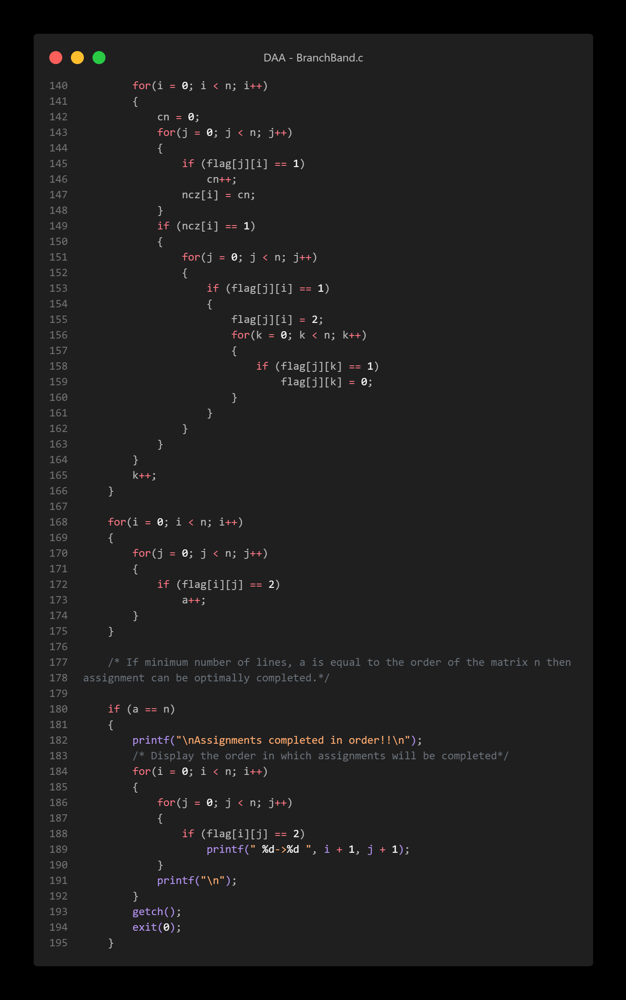 DAA - BranchBand.c
140         for(i = 0; i < n; i++)
141         {
142             cn = 0;
143             for(j = 0; j < n; j++)
144             {
145                 if (flag[j][i] == 1)
146                     cn++;
147                 ncz[i] = cn;
148             }
149             if (ncz[i] == 1)
150             {
151                 for(j = 0; j < n; j++)
152                 {
153                     if (flag[j][i] == 1)
154                     {
155                         flag[j][i] = 2;
156                         for(k = 0; k < n; k++)
157                         {
158                             if (flag[j][k] == 1)
159                                 flag[j][k] = 0;
160                         }
161                     }
162                 }
163             }
164         }
165         k++;
166     }
167
168     for(i = 0; i < n; i++)
169     {
170         for(j = 0; j < n; j++)
171         {
172             if (flag[i][j] == 2)
173                 a++;
174         }
175     }
176
177     /* If minimum number of lines, a is equal to the order of the matrix n then
178 assignment can be optimally completed.*/
179
180     if (a == n)
181     {
182         printf("\nAssignments completed in order!!\n");
183         /* Display the order in which assignments will be completed*/
184         for(i = 0; i < n; i++)
185         {
186             for(j = 0; j < n; j++)
187             {
188                 if (flag[i][j] == 2)
189                     printf(" %d->%d ", i + 1, j + 1);
190             }
191             printf("\n");
192         }
193         getch();
194         exit(0);
195     }